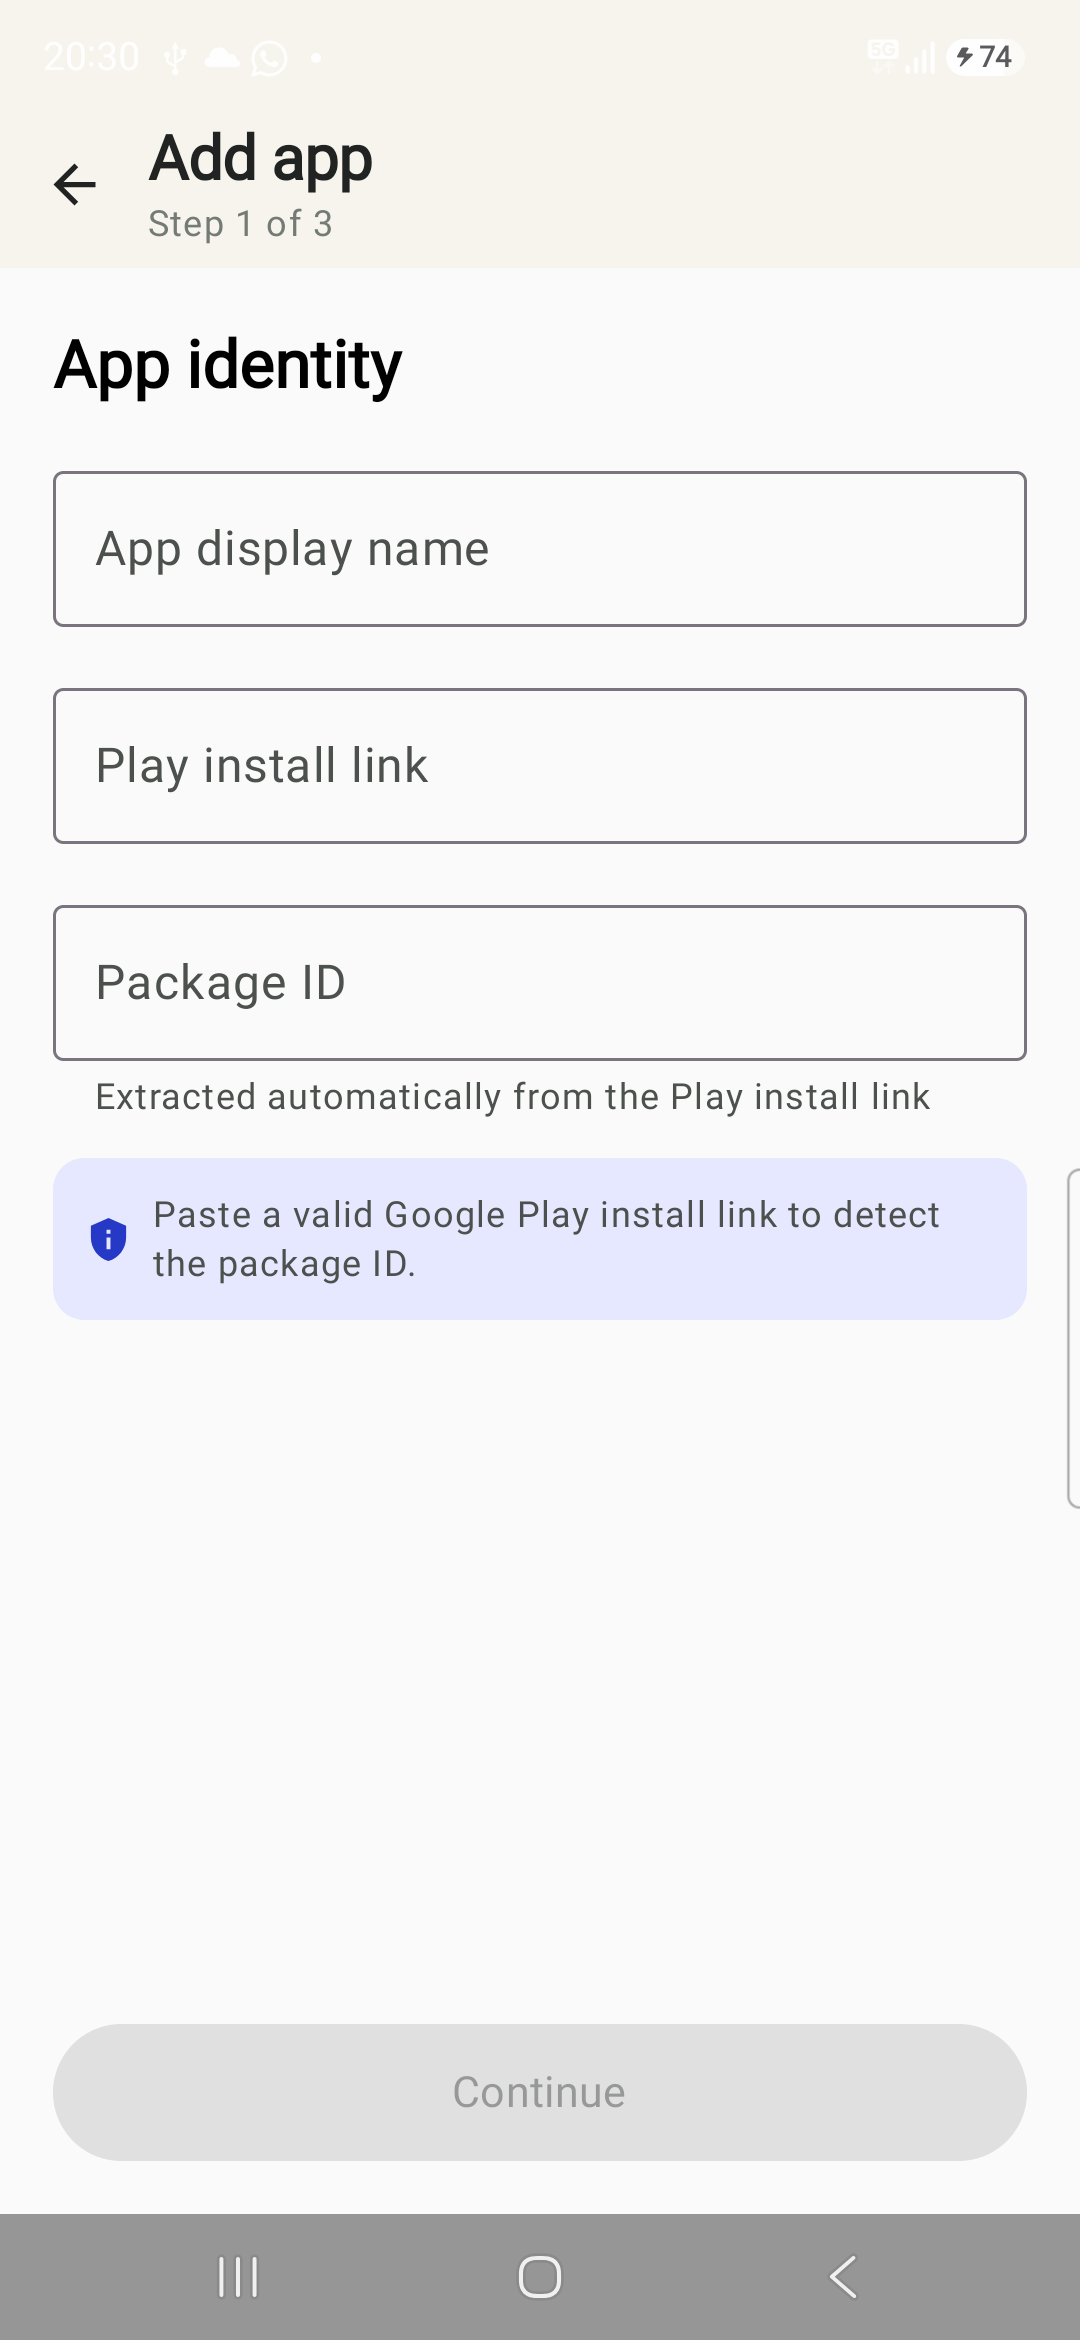 20:30
5G
74
Add app
Step 1 of 3
App identity
App display name
Play install link
Package ID
Extracted automatically from the Play install link
Paste a valid Google Play install link to detect
the package ID.
Continue